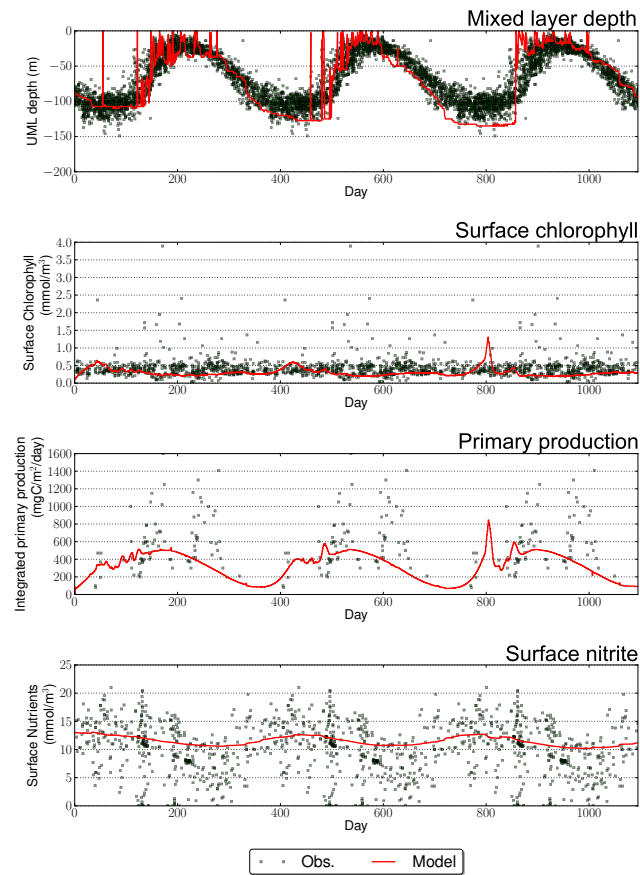 Mixed layer depth
0
−50
−100
−150
−200
UML depth (m)
0 200 400 600 800 1000
Day
Surface chlorophyll
4.0
3.5
3.0
2.5
2.0
1.5
1.0
0.5
0.0
Surface Chlorophyll
(mmol/m³)
0 200 400 600 800 1000
Day
Primary production
1600
1400
1200
1000
800
600
400
200
0
Integrated primary production
(mgC/m²/day)
0 200 400 600 800 1000
Day
Surface nitrite
25
20
15
10
5
0
Surface Nutrients
(mmol/m³)
0 200 400 600 800 1000
Day
Obs. Model